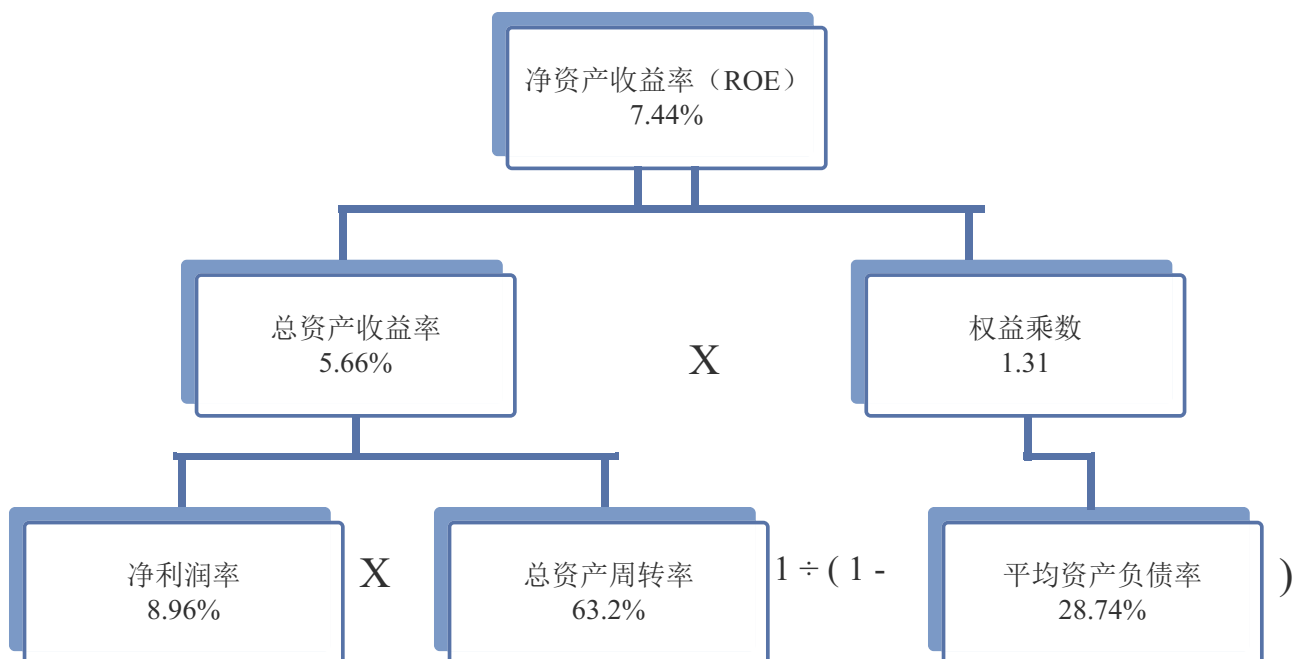 净资产收益率（ROE）
7.44%
总资产收益率
5.66%
X
权益乘数
1.31
净利润率
8.96%
X
总资产周转率
63.2%
1 ÷ ( 1 -
平均资产负债率
28.74%
)